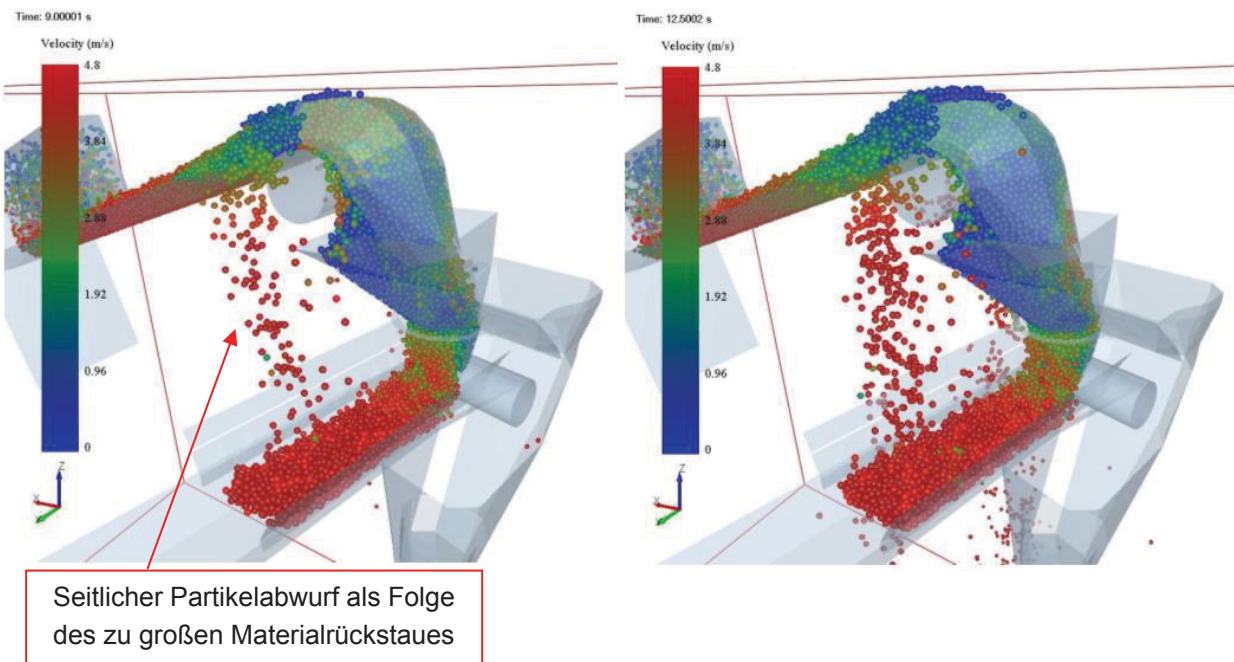 Time: 9.00001 s
Velocity (m/s)
4.8
3.84
2.88
1.92
0.96
0
Z
X
Y
Seitlicher Partikelabwurf als Folge
des zu großen Materialrückstaues
Time: 12.5002 s
Velocity (m/s)
4.8
3.84
2.88
1.92
0.96
0
Z
X
Y